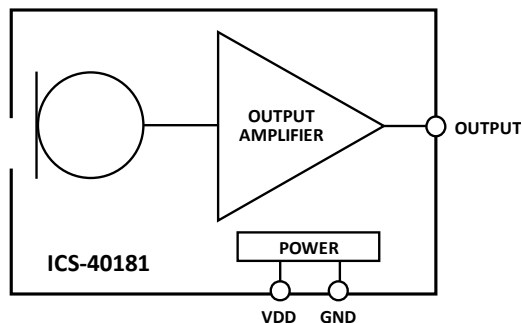 OUTPUT
AMPLIFIER
OUTPUT
POWER
ICS-40181
VDD
GND